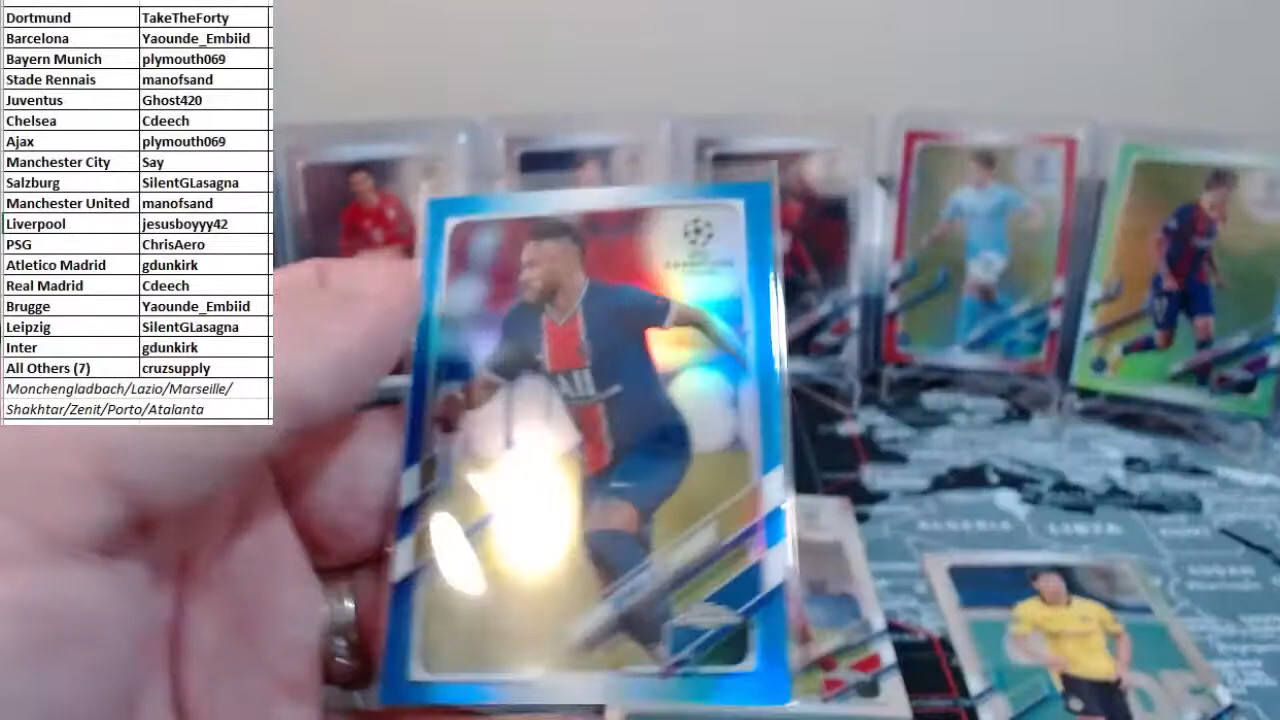 Dortmund TakeTheForty
Barcelona Yaounde_Embiid
Bayern Munich plymouth069
Stade Rennais manofsand
Juventus Ghost420
Chelsea Cdeech
Ajax plymouth069
Manchester City Say
Salzburg SilentGLasagna
Manchester United manofsand
Liverpool jesusboyyy42
PSG ChrisAero
Atletico Madrid gdunkirk
Real Madrid Cdeech
Brugge Yaounde_Embiid
Leipzig SilentGLasagna
Inter gdunkirk
All Others (7) cruzsupply
Monchengladbach/Lazio/Marseille/
Shakhtar/Zenit/Porto/Atalanta
ALGERIA LIBYA